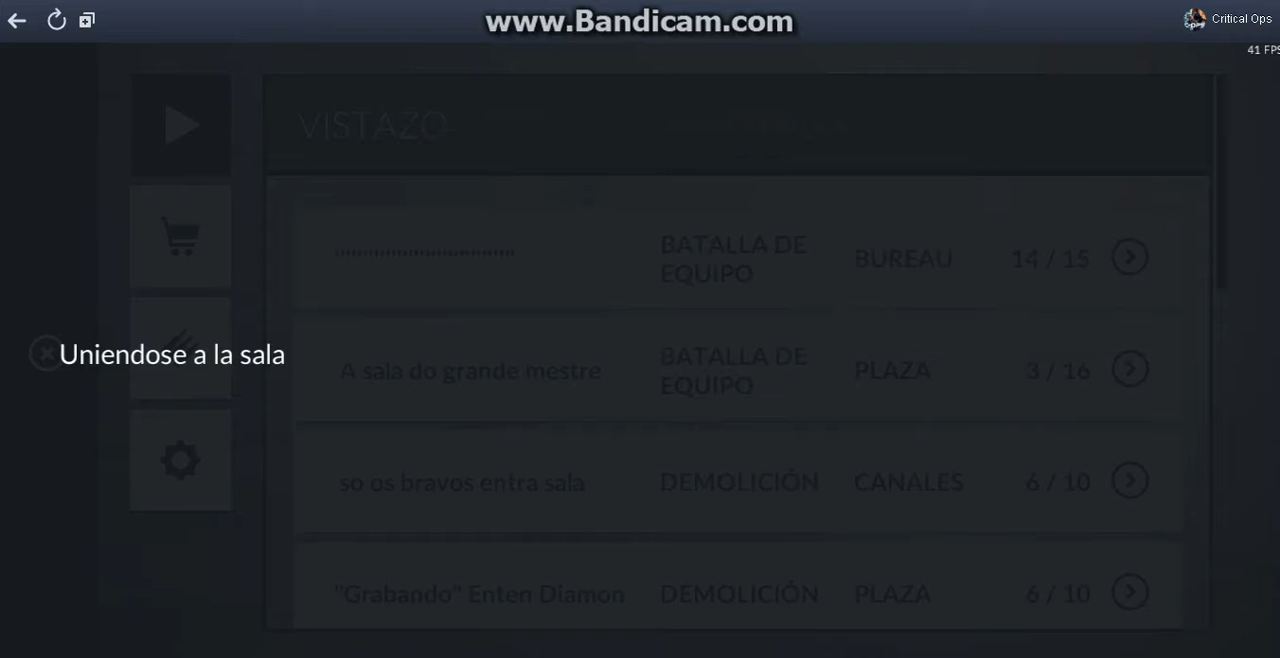 www.Bandicam.com
Critical Ops
41 FPS
VISTAZO
BATALLA DE
EQUIPO
BUREAU
14 / 15
Uniendose a la sala
A sala do grande mestre
BATALLA DE
EQUIPO
PLAZA
3 / 16
so os bravos entra sala
DEMOLICIÓN
CANALES
6 / 10
"Grabando" Enten Diamon
DEMOLICIÓN
PLAZA
6 / 10